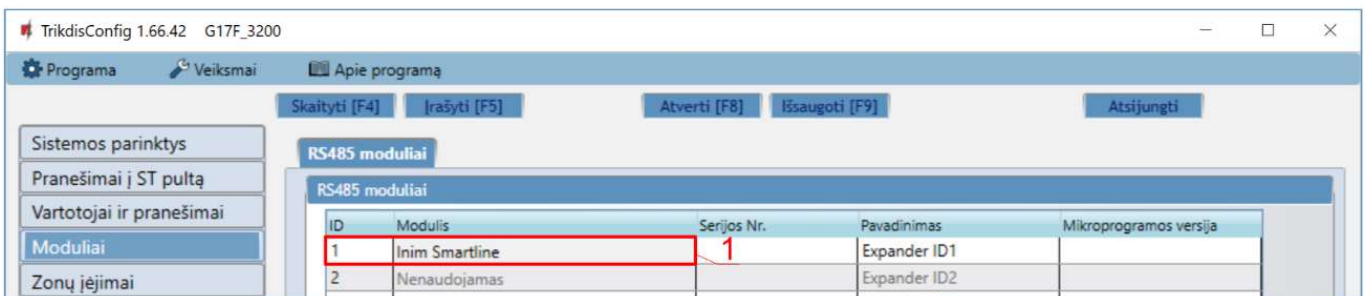 TrikdisConfig 1.66.42 G17F_3200
Programa Veiksmai Apie programą
Skaityti [F4] Įrašyti [F5] Atverti [F8] Išsaugoti [F9] Atsijungti
Sistemos parinktys
Pranešimai į ST pultą
Vartotojai ir pranešimai
Moduliai
Zonų įėjimai
RS485 moduliai
RS485 moduliai
ID Modulis Serijos Nr. Pavadinimas Mikroprogramos versija
1 Inim Smartline 1 Expander ID1
2 Nenaudojamas Expander ID2